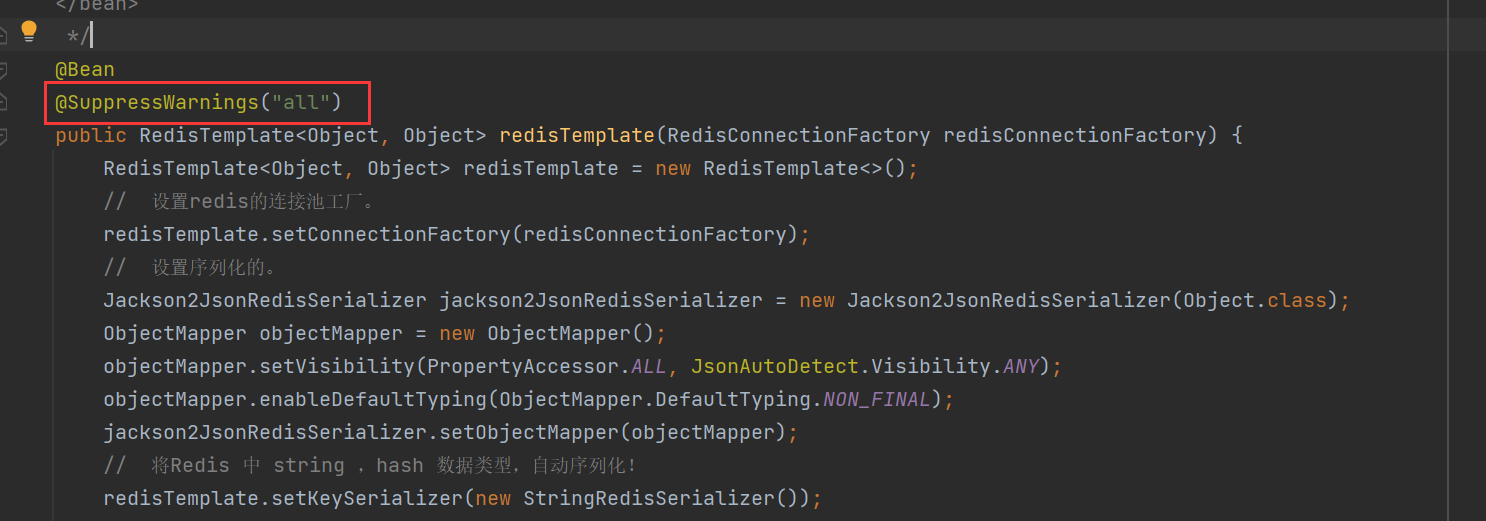 </bean>
*/
@Bean
@SuppressWarnings("all")
public RedisTemplate<Object, Object> redisTemplate(RedisConnectionFactory redisConnectionFactory) {
RedisTemplate<Object, Object> redisTemplate = new RedisTemplate<>();
// 设置redis的连接池工厂。
redisTemplate.setConnectionFactory(redisConnectionFactory);
// 设置序列化的。
Jackson2JsonRedisSerializer jackson2JsonRedisSerializer = new Jackson2JsonRedisSerializer(Object.class);
ObjectMapper objectMapper = new ObjectMapper();
objectMapper.setVisibility(PropertyAccessor.ALL, JsonAutoDetect.Visibility.ANY);
objectMapper.enableDefaultTyping(ObjectMapper.DefaultTyping.NON_FINAL);
jackson2JsonRedisSerializer.setObjectMapper(objectMapper);
// 将Redis 中 string ，hash 数据类型，自动序列化！
redisTemplate.setKeySerializer(new StringRedisSerializer());